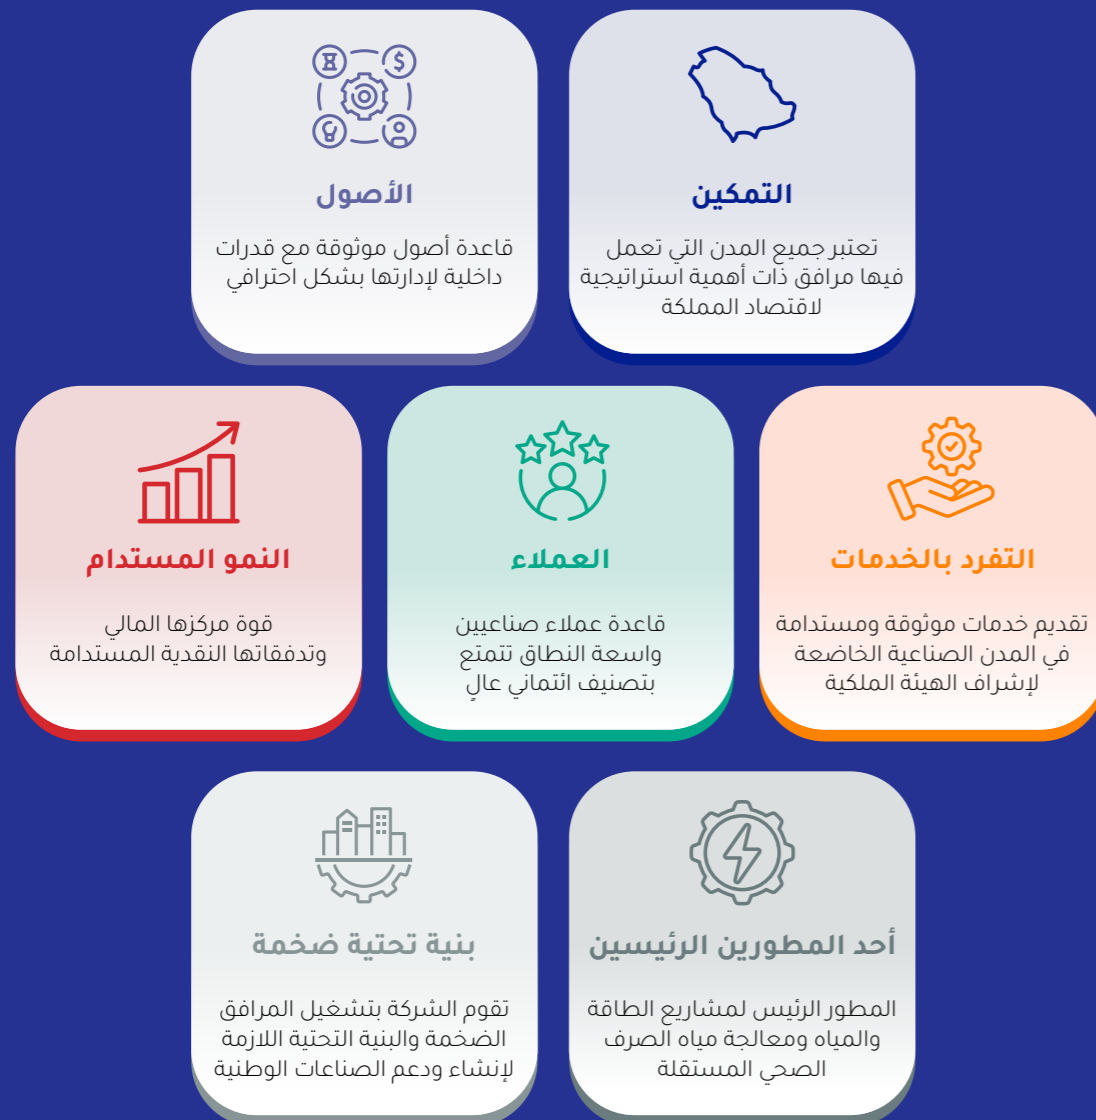 التمكين
تعتبر جميع المدن التي تعمل
فيها مرافق ذات أهمية استراتيجية
لاقتصاد المملكة
الأصول
قاعدة أصول موثوقة مع قدرات
داخلية لإدارتها بشكل احترافي
التفرد بالخدمات
تقديم خدمات موثوقة ومستدامة
في المدن الصناعية الخاضعة
لإشراف الهيئة الملكية
العملاء
قاعدة عملاء صناعيين
واسعة النطاق تتمتع
بتصنيف ائتماني عالٍ
النمو المستدام
قوة مركزها المالي
وتدفقاتها النقدية المستدامة
أحد المطورين الرئيسين
المطور الرئيس لمشاريع الطاقة
والمياه ومعالجة مياه الصرف
الصحي المستقلة
بنية تحتية ضخمة
تقوم الشركة بتشغيل المرافق
الضخمة والبنية التحتية اللازمة
لإنشاء ودعم الصناعات الوطنية